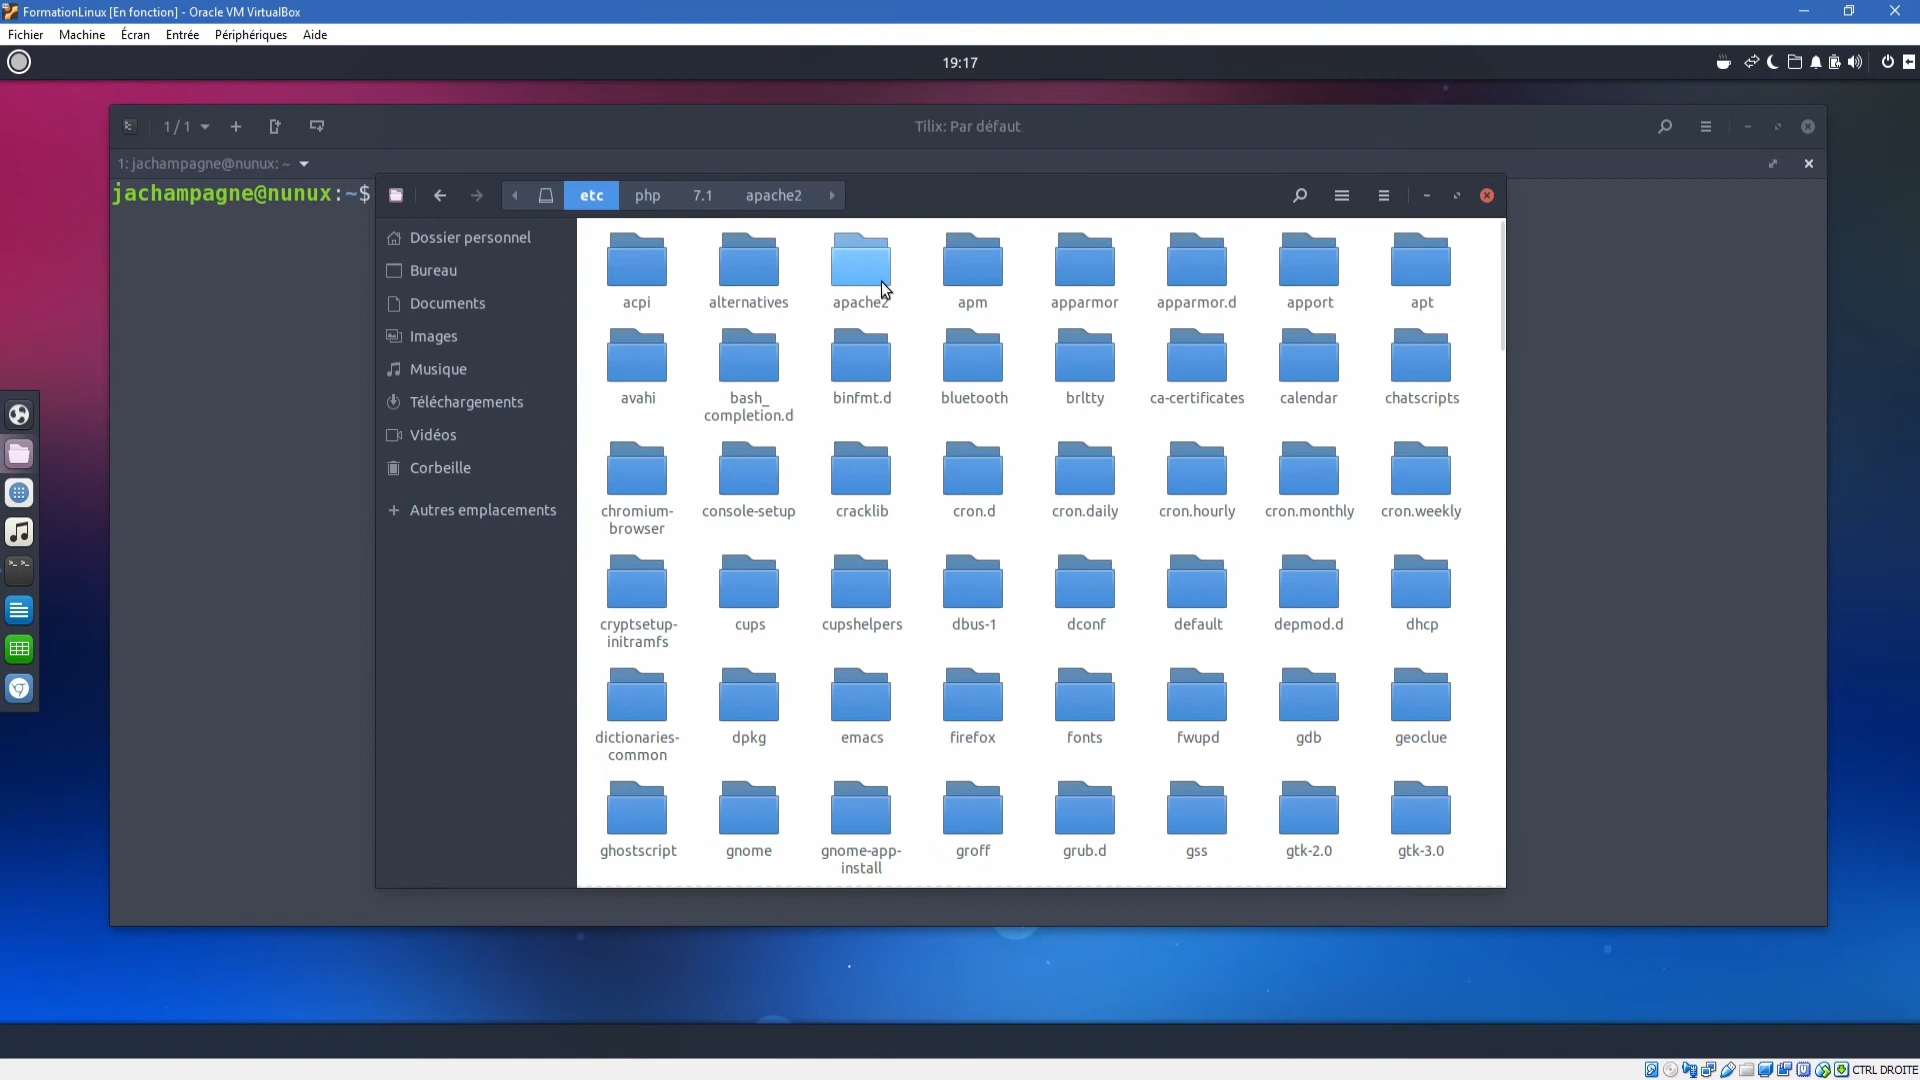 FormationLinux [En fonction] - Oracle VM VirtualBox
Fichier Machine Écran Entrée Périphériques Aide
19:17
1 / 1
Tilix: Par défaut
1: jachampagne@nunux: ~
jachampagne@nunux:~$
etc php 7.1 apache2
Dossier personnel
Bureau
Documents
Images
Musique
Téléchargements
Vidéos
Corbeille
Autres emplacements
acpi alternatives apache2 apm apparmor apparmor.d apport apt
avahi bash_ binfmt.d bluetooth brltty ca-certificates calendar chatscripts
completion.d
chromium- console-setup cracklib cron.d cron.daily cron.hourly cron.monthly cron.weekly
browser
cryptsetup- cups cupshelpers dbus-1 dconf default depmod.d dhcp
initramfs
dictionaries- dpkg emacs firefox fonts fwupd gdb geoclue
common
ghostscript gnome gnome-app- groff grub.d gss gtk-2.0 gtk-3.0
install
CTRL DROITE